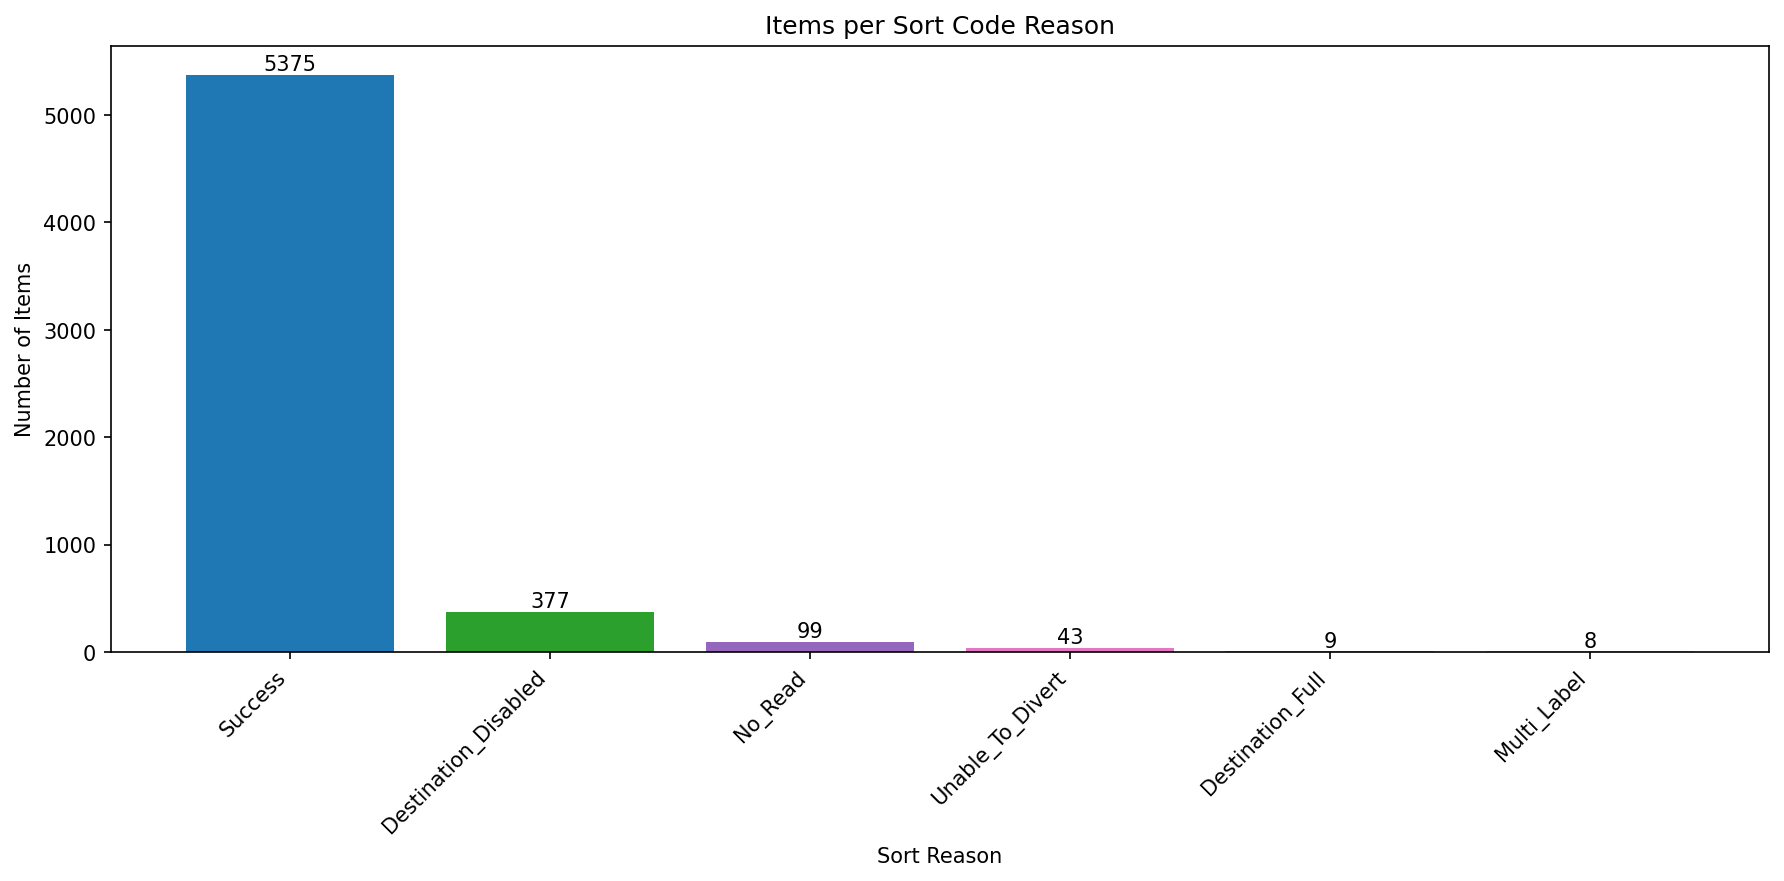 Items per Sort Code Reason
5375
377
99
43
9
8
5000
4000
3000
2000
1000
0
Number of Items
Success
Destination_Disabled
No_Read
Unable_To_Divert
Destination_Full
Multi_Label
Sort Reason